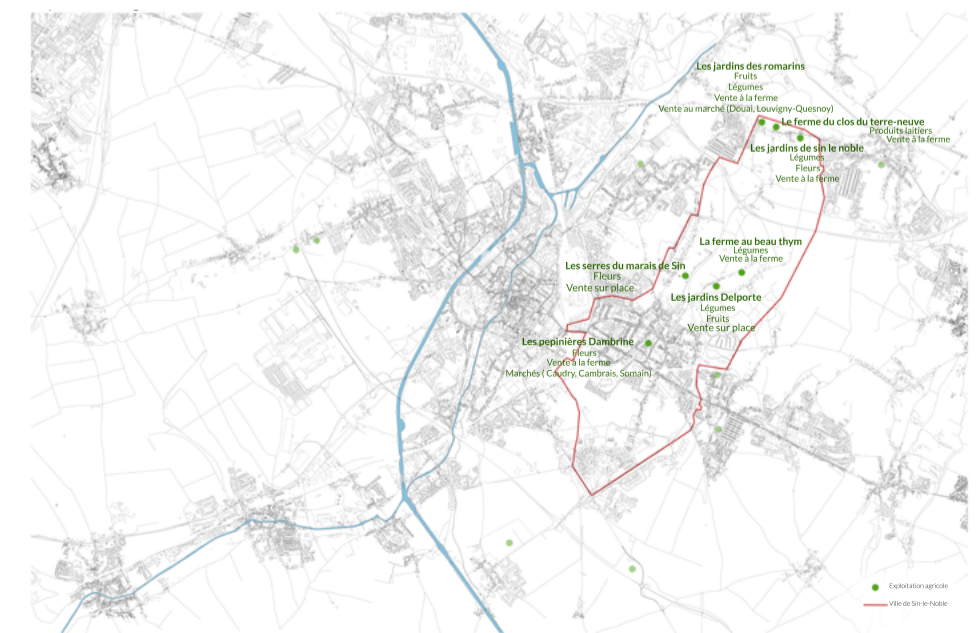 Les jardins des romarins
Fruits
Légumes
Vente à la ferme
Vente au marché (Douai, Louvigny-Quesnoy)
Le ferme du clos du terre-neuve
Produits laitiers
Vente à la ferme
Les jardins de sin le noble
Légumes
Fleurs
Vente à la ferme
La ferme au beau thym
Légumes
Vente à la ferme
Les serres du marais de Sin
Fleurs
Vente sur place
Les jardins Delporte
Légumes
Fruits
Vente sur place
Les pepinières Dambrine
Fleurs
Vente à la ferme
Marchés ( Caudry, Cambrais, Somain)
Exploitation agricole
Ville de Sin-le-Noble